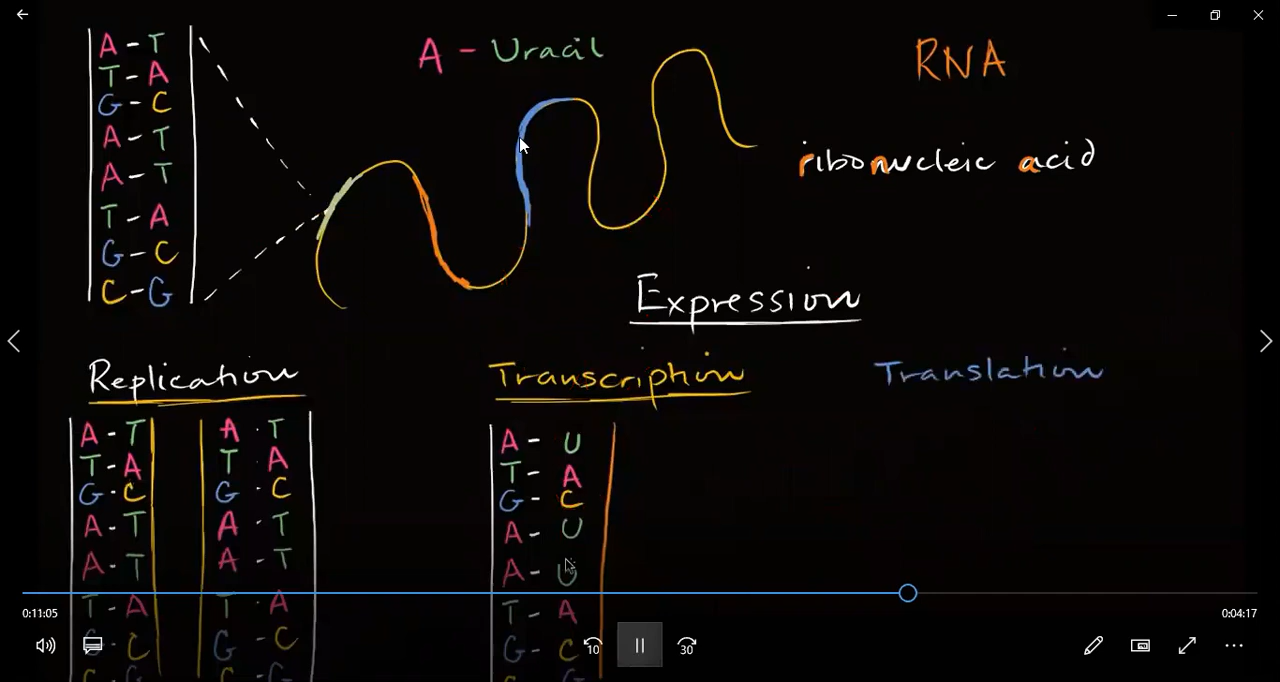 A - T
T - A
G - C
A - T
A - T
T - A
G - C
C - G
A - Uracil
RNA
ribonucleic acid
Expression
Replication
A - T
T - A
G - C
A - T
A - T
T - A
G - C
C - G
A - T
T A
G - C
A - T
A - T
T - A
G - C
C - G
Transcription
A - U
T - A
G - C
A - U
A - U
T - A
G - C
C G
Translation
0:11:05
0:04:17
10
30